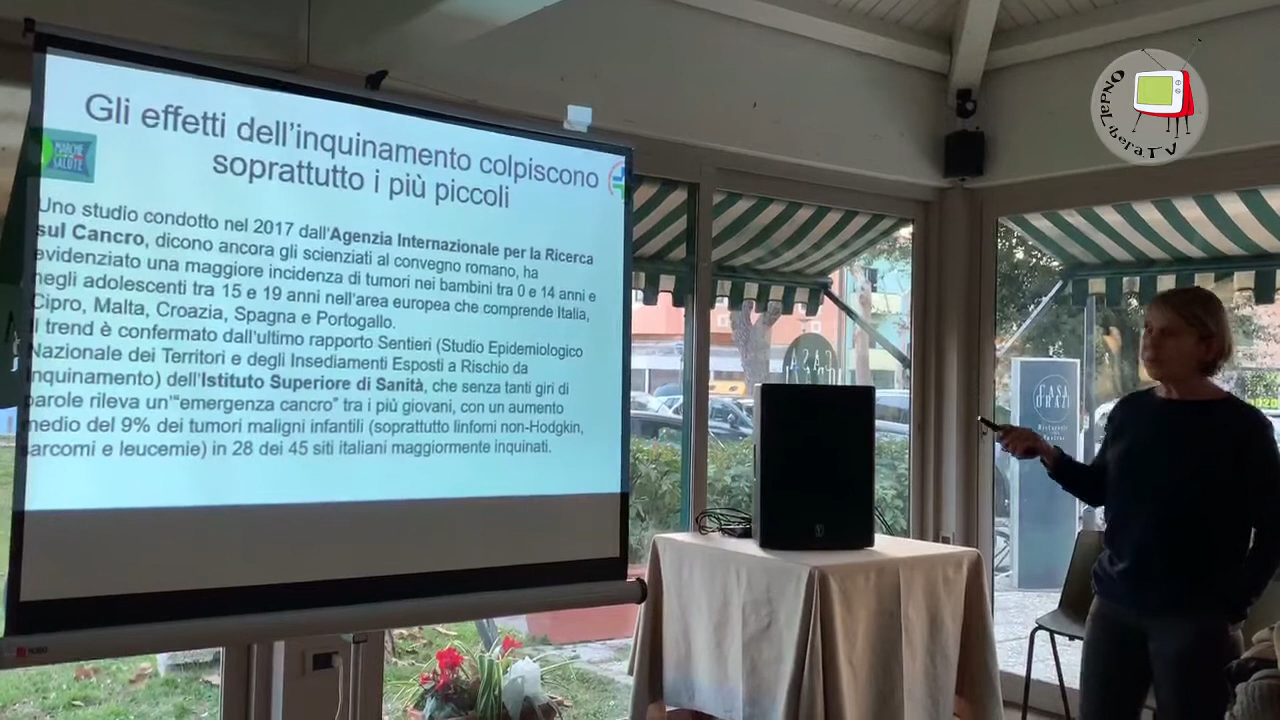 Gli effetti dell'inquinamento colpiscono
soprattutto i più piccoli
MARCHE
SALUTE
Uno studio condotto nel 2017 dall'Agenzia Internazionale per la Ricerca
sul Cancro, dicono ancora gli scienziati al convegno romano, ha
evidenziato una maggiore incidenza di tumori nei bambini tra 0 e 14 anni e
negli adolescenti tra 15 e 19 anni nell'area europea che comprende Italia,
Cipro, Malta, Croazia, Spagna e Portogallo.
Il trend è confermato dall'ultimo rapporto Sentieri (Studio Epidemiologico
Nazionale dei Territori e degli Insediamenti Esposti a Rischio da
inquinamento) dell'Istituto Superiore di Sanità, che senza tanti giri di
parole rileva un'"emergenza cancro" tra i più giovani, con un aumento
medio del 9% dei tumori maligni infantili (soprattutto linfomi non-Hodgkin,
sarcomi e leucemie) in 28 dei 45 siti italiani maggiormente inquinati.
OndaLiberaTV
CASA
CASA
ORAZI